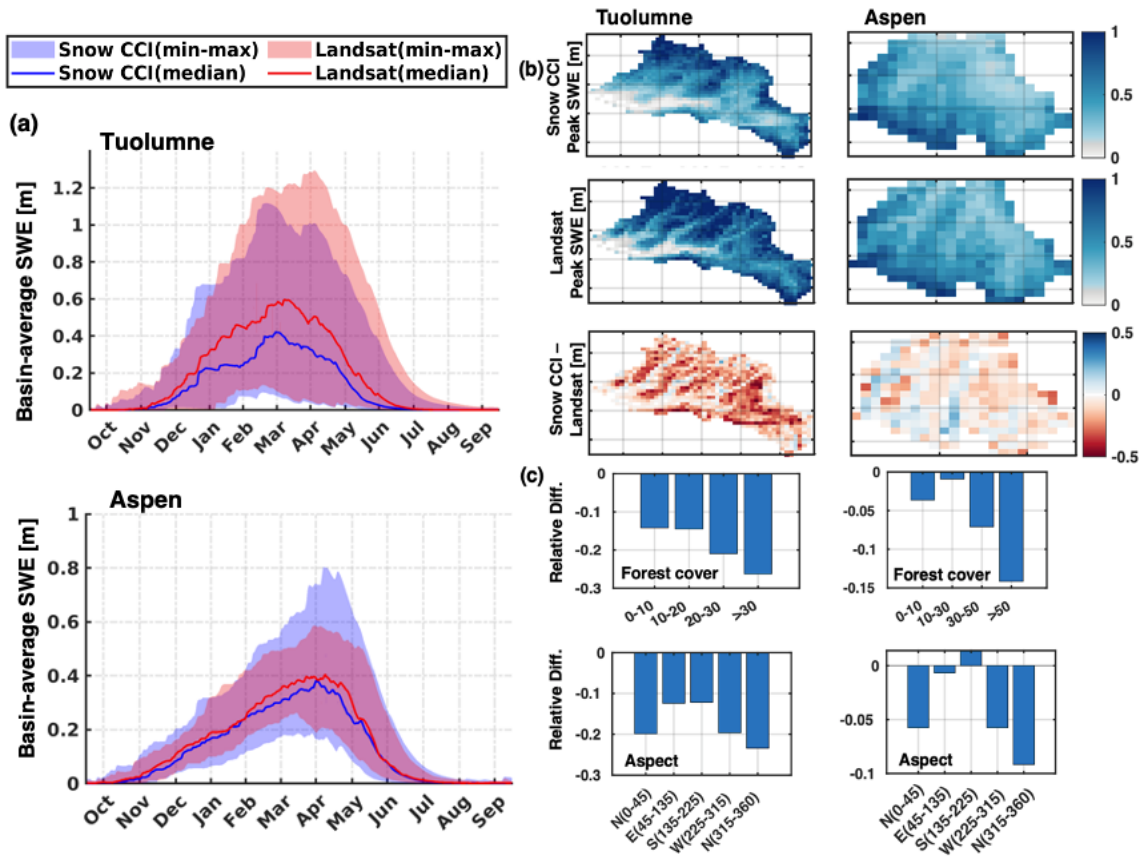 Snow CCI(min-max)
Landsat(min-max)
Snow CCI(median)
Landsat(median)
(a)
Tuolumne
Basin-average SWE [m]
1.2
1
0.8
0.6
0.4
0.2
0
Oct
Nov
Dec
Jan
Feb
Mar
Apr
May
Jun
Jul
Aug
Sep
Aspen
Basin-average SWE [m]
1
0.8
0.6
0.4
0.2
0
Oct
Nov
Dec
Jan
Feb
Mar
Apr
May
Jun
Jul
Aug
Sep
(b)
Tuolumne
Aspen
Snow CCI
Peak SWE [m]
1
0.5
0
Landsat
Peak SWE [m]
1
0.5
0
Snow CCI –
Landsat [m]
0.5
0
-0.5
(c)
Relative Diff.
0
-0.1
-0.2
-0.3
Forest cover
0-10
10-20
20-30
>30
0
-0.05
-0.1
-0.15
Forest cover
0-10
10-30
30-50
>50
Relative Diff.
0
-0.1
-0.2
-0.3
Aspect
N(0-45)
E(45-135)
S(135-225)
W(225-315)
N(315-360)
0
-0.05
-0.1
Aspect
N(0-45)
E(45-135)
S(135-225)
W(225-315)
N(315-360)